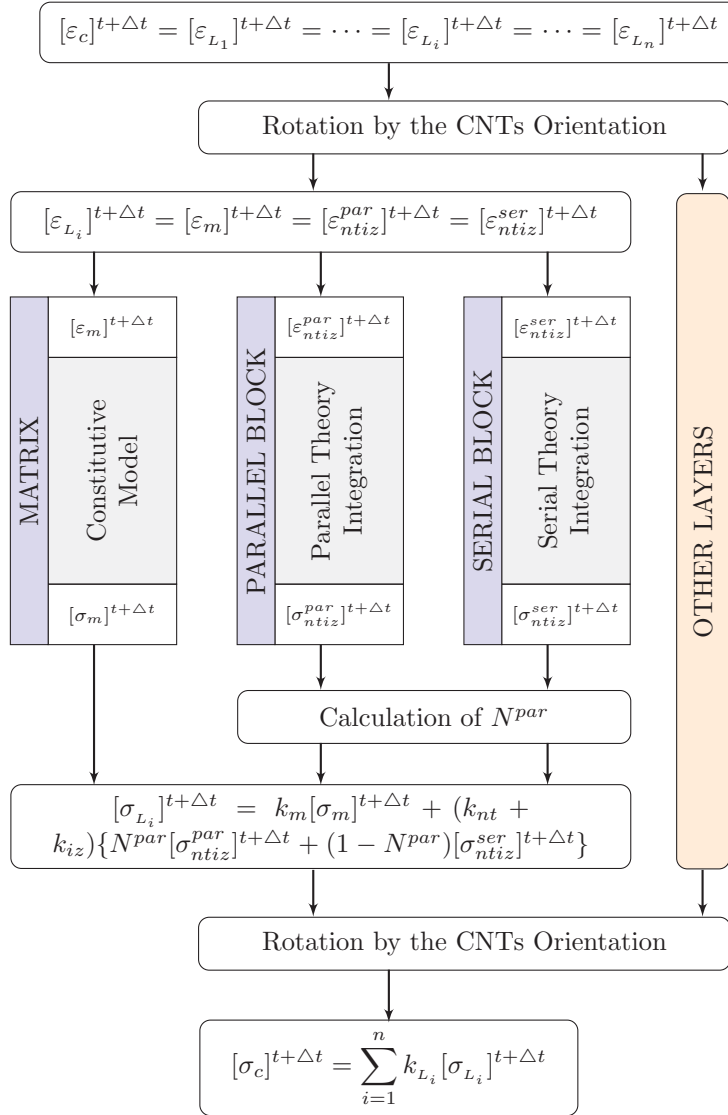 [ε_c]^{t+△t} = [ε_{L_1}]^{t+△t} = ··· = [ε_{L_i}]^{t+△t} = ··· = [ε_{L_n}]^{t+△t}
Rotation by the CNTs Orientation
[ε_{L_i}]^{t+△t} = [ε_m]^{t+△t} = [ε_{ntiz}^{par}]^{t+△t} = [ε_{ntiz}^{ser}]^{t+△t}
MATRIX
[ε_m]^{t+△t}
Constitutive
Model
[σ_m]^{t+△t}
PARALLEL BLOCK
[ε_{ntiz}^{par}]^{t+△t}
Parallel Theory
Integration
[σ_{ntiz}^{par}]^{t+△t}
SERIAL BLOCK
[ε_{ntiz}^{ser}]^{t+△t}
Serial Theory
Integration
[σ_{ntiz}^{ser}]^{t+△t}
OTHER LAYERS
Calculation of N^{par}
[σ_{L_i}]^{t+△t} = k_m[σ_m]^{t+△t} + (k_{nt} +
k_{iz}){N^{par}[σ_{ntiz}^{par}]^{t+△t} + (1 − N^{par})[σ_{ntiz}^{ser}]^{t+△t}}
Rotation by the CNTs Orientation
[σ_c]^{t+△t} = ∑_{i=1}^{n} k_{L_i}[σ_{L_i}]^{t+△t}